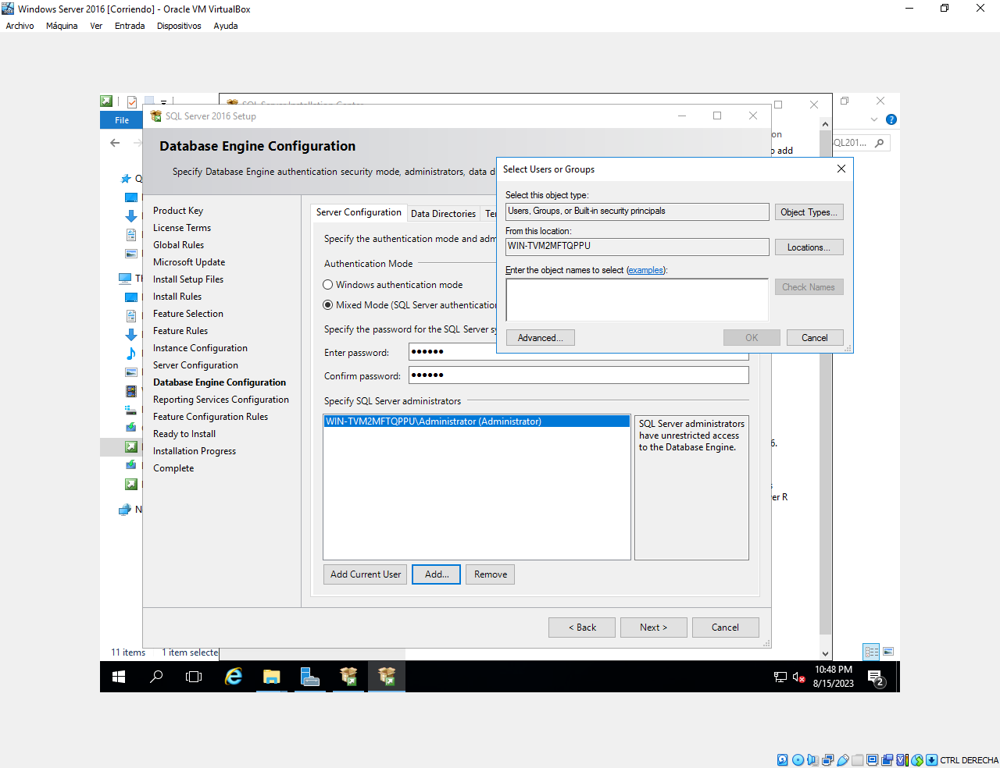 Windows Server 2016 [Corriendo] - Oracle VM VirtualBox
Archivo Máquina Ver Entrada Dispositivos Ayuda
SQL Server Installation Center
File
SQL Server 2016 Setup
Database Engine Configuration
Specify Database Engine authentication security mode, administrators, data d
Product Key
License Terms
Global Rules
Microsoft Update
Install Setup Files
Install Rules
Feature Selection
Feature Rules
Instance Configuration
Server Configuration
Database Engine Configuration
Reporting Services Configuration
Feature Configuration Rules
Ready to Install
Installation Progress
Complete
Server Configuration Data Directories Te
Specify the authentication mode and adm
Authentication Mode
Windows authentication mode
Mixed Mode (SQL Server authentication
Specify the password for the SQL Server sy
Enter password: ●●●●●●
Confirm password: ●●●●●●
Specify SQL Server administrators
WIN-TVM2MFTQPPU\Administrator (Administrator)
SQL Server administrators
have unrestricted access
to the Database Engine.
Add Current User Add... Remove
< Back Next > Cancel
Select Users or Groups
Select this object type:
Users, Groups, or Built-in security principals
Object Types...
From this location:
WIN-TVM2MFTQPPU
Locations...
Enter the object names to select (examples):
Check Names
Advanced... OK Cancel
on
o add
QL201...
6.
s
er R
11 items 1 item selecte
10:48 PM
8/15/2023
2
CTRL DERECHA